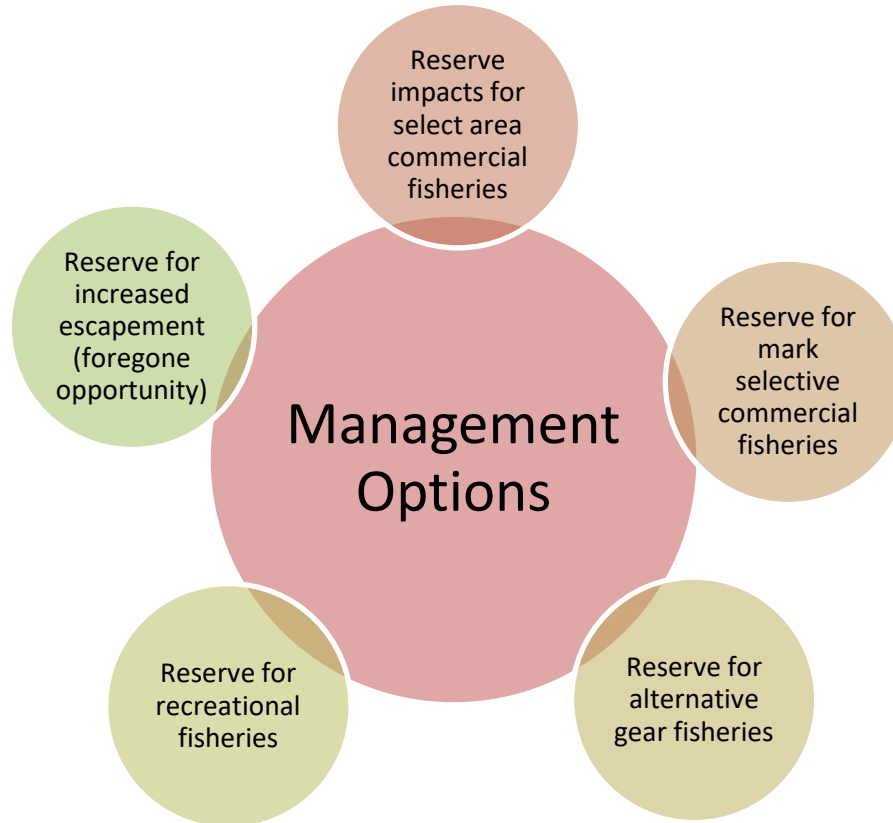 Reserve
impacts for
select area
commercial
fisheries
Reserve for
increased
escapement
(foregone
opportunity)
Reserve for
mark
selective
commercial
fisheries
Management
Options
Reserve for
recreational
fisheries
Reserve for
alternative
gear fisheries